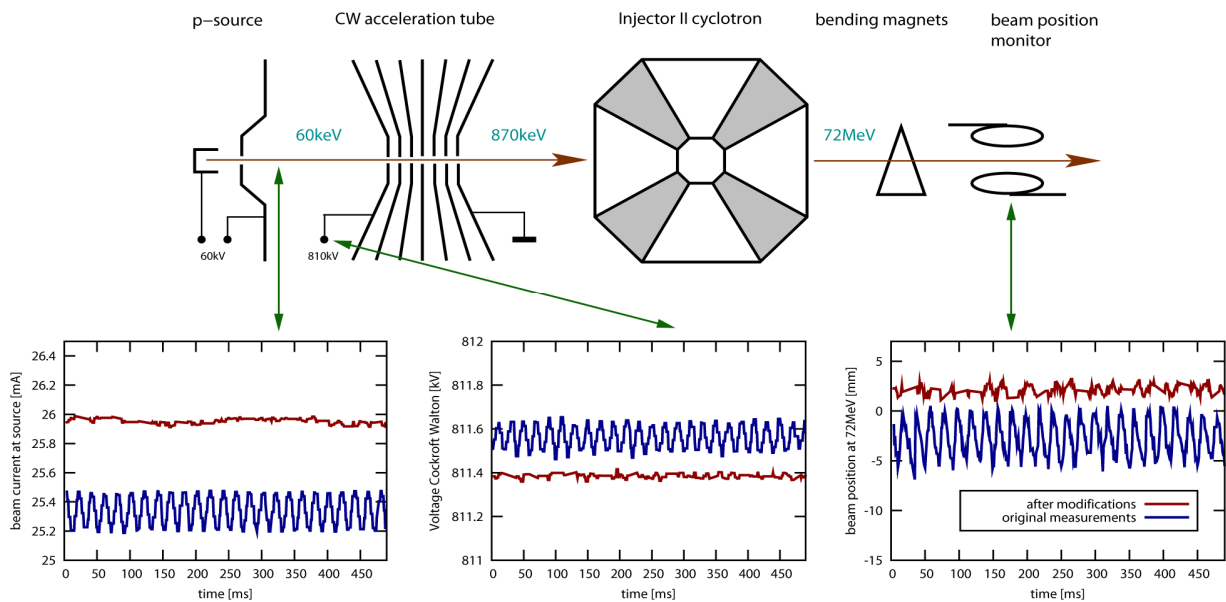 p−source
CW acceleration tube
Injector II cyclotron
bending magnets
beam position
monitor
60keV
870keV
72MeV
60kV
810kV
26.4
26.2
26
25.8
25.6
25.4
25.2
25
beam current at source [mA]
0 50 100 150 200 250 300 350 400 450
time [ms]
812
811.8
811.6
811.4
811.2
811
Voltage Cockroft Walton [kV]
0 50 100 150 200 250 300 350 400 450
time [ms]
5
0
-5
-10
-15
beam position at 72MeV [mm]
after modifications
original measurements
0 50 100 150 200 250 300 350 400 450
time [ms]